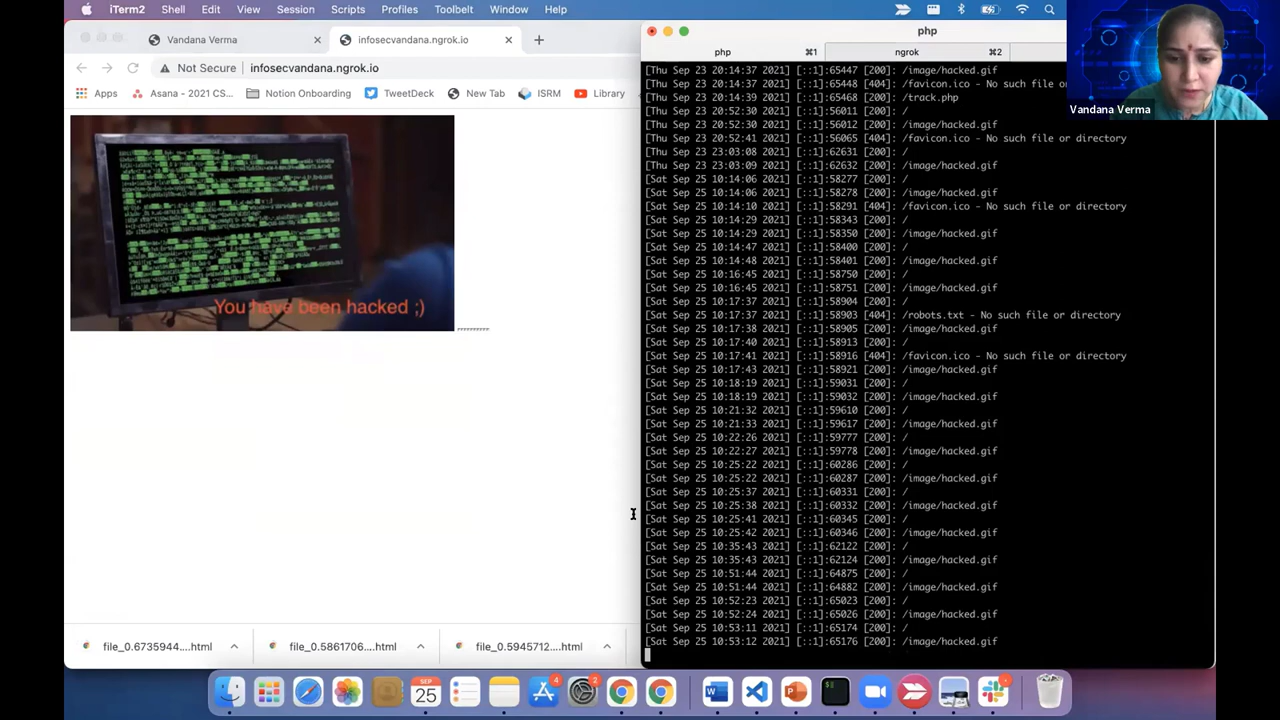 iTerm2 Shell Edit View Session Scripts Profiles Toolbelt Window Help
Vandana Verma
infosecvandana.ngrok.io
Not Secure infosecvandana.ngrok.io
Apps Asana - 2021 CS... Notion Onboarding TweetDeck New Tab ISRM Library
You have been hacked ;)
file_0.6735944....html
file_0.5861706....html
file_0.5945712....html
php
php ⌘1 ngrok ⌘2
[Thu Sep 23 20:14:37 2021] [::1]:65447 [200]: /image/hacked.gif
[Thu Sep 23 20:14:37 2021] [::1]:65448 [404]: /favicon.ico - No such file or
[Thu Sep 23 20:14:39 2021] [::1]:65468 [200]: /track.php
[Thu Sep 23 20:52:30 2021] [::1]:56011 [200]: /
[Thu Sep 23 20:52:30 2021] [::1]:56012 [200]: /image/hacked.gif
[Thu Sep 23 20:52:41 2021] [::1]:56065 [404]: /favicon.ico - No such file or directory
[Thu Sep 23 23:03:08 2021] [::1]:62631 [200]: /
[Thu Sep 23 23:03:09 2021] [::1]:62632 [200]: /image/hacked.gif
[Sat Sep 25 10:14:06 2021] [::1]:58277 [200]: /
[Sat Sep 25 10:14:06 2021] [::1]:58278 [200]: /image/hacked.gif
[Sat Sep 25 10:14:10 2021] [::1]:58291 [404]: /favicon.ico - No such file or directory
[Sat Sep 25 10:14:29 2021] [::1]:58343 [200]: /
[Sat Sep 25 10:14:29 2021] [::1]:58350 [200]: /image/hacked.gif
[Sat Sep 25 10:14:47 2021] [::1]:58400 [200]: /
[Sat Sep 25 10:14:48 2021] [::1]:58401 [200]: /image/hacked.gif
[Sat Sep 25 10:16:45 2021] [::1]:58750 [200]: /
[Sat Sep 25 10:16:45 2021] [::1]:58751 [200]: /image/hacked.gif
[Sat Sep 25 10:17:37 2021] [::1]:58904 [200]: /
[Sat Sep 25 10:17:37 2021] [::1]:58903 [404]: /robots.txt - No such file or directory
[Sat Sep 25 10:17:38 2021] [::1]:58905 [200]: /image/hacked.gif
[Sat Sep 25 10:17:40 2021] [::1]:58913 [200]: /
[Sat Sep 25 10:17:41 2021] [::1]:58916 [404]: /favicon.ico - No such file or directory
[Sat Sep 25 10:17:43 2021] [::1]:58921 [200]: /image/hacked.gif
[Sat Sep 25 10:18:19 2021] [::1]:59031 [200]: /
[Sat Sep 25 10:18:19 2021] [::1]:59032 [200]: /image/hacked.gif
[Sat Sep 25 10:21:32 2021] [::1]:59610 [200]: /
[Sat Sep 25 10:21:33 2021] [::1]:59617 [200]: /image/hacked.gif
[Sat Sep 25 10:22:26 2021] [::1]:59777 [200]: /
[Sat Sep 25 10:22:27 2021] [::1]:59778 [200]: /image/hacked.gif
[Sat Sep 25 10:25:22 2021] [::1]:60286 [200]: /
[Sat Sep 25 10:25:22 2021] [::1]:60287 [200]: /image/hacked.gif
[Sat Sep 25 10:25:37 2021] [::1]:60331 [200]: /
[Sat Sep 25 10:25:38 2021] [::1]:60332 [200]: /image/hacked.gif
[Sat Sep 25 10:25:41 2021] [::1]:60345 [200]: /
[Sat Sep 25 10:25:42 2021] [::1]:60346 [200]: /image/hacked.gif
[Sat Sep 25 10:35:43 2021] [::1]:62122 [200]: /
[Sat Sep 25 10:35:43 2021] [::1]:62124 [200]: /image/hacked.gif
[Sat Sep 25 10:51:44 2021] [::1]:64875 [200]: /
[Sat Sep 25 10:51:44 2021] [::1]:64882 [200]: /image/hacked.gif
[Sat Sep 25 10:52:23 2021] [::1]:65023 [200]: /
[Sat Sep 25 10:52:24 2021] [::1]:65026 [200]: /image/hacked.gif
[Sat Sep 25 10:53:11 2021] [::1]:65174 [200]: /
[Sat Sep 25 10:53:12 2021] [::1]:65176 [200]: /image/hacked.gif
Vandana Verma
SEP
25
4
2